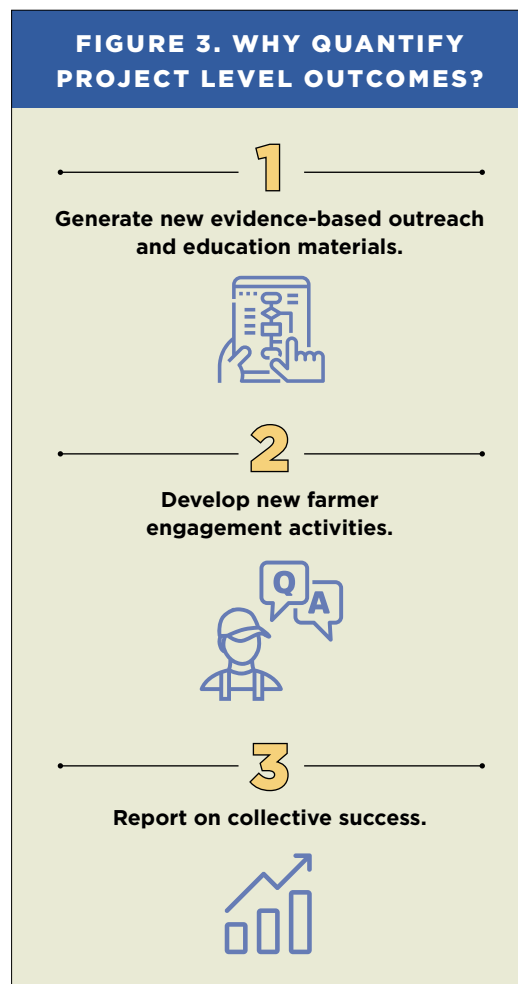 FIGURE 3. WHY QUANTIFY
PROJECT LEVEL OUTCOMES?
1
Generate new evidence-based outreach
and education materials.
2
Develop new farmer
engagement activities.
Q
A
3
Report on collective success.